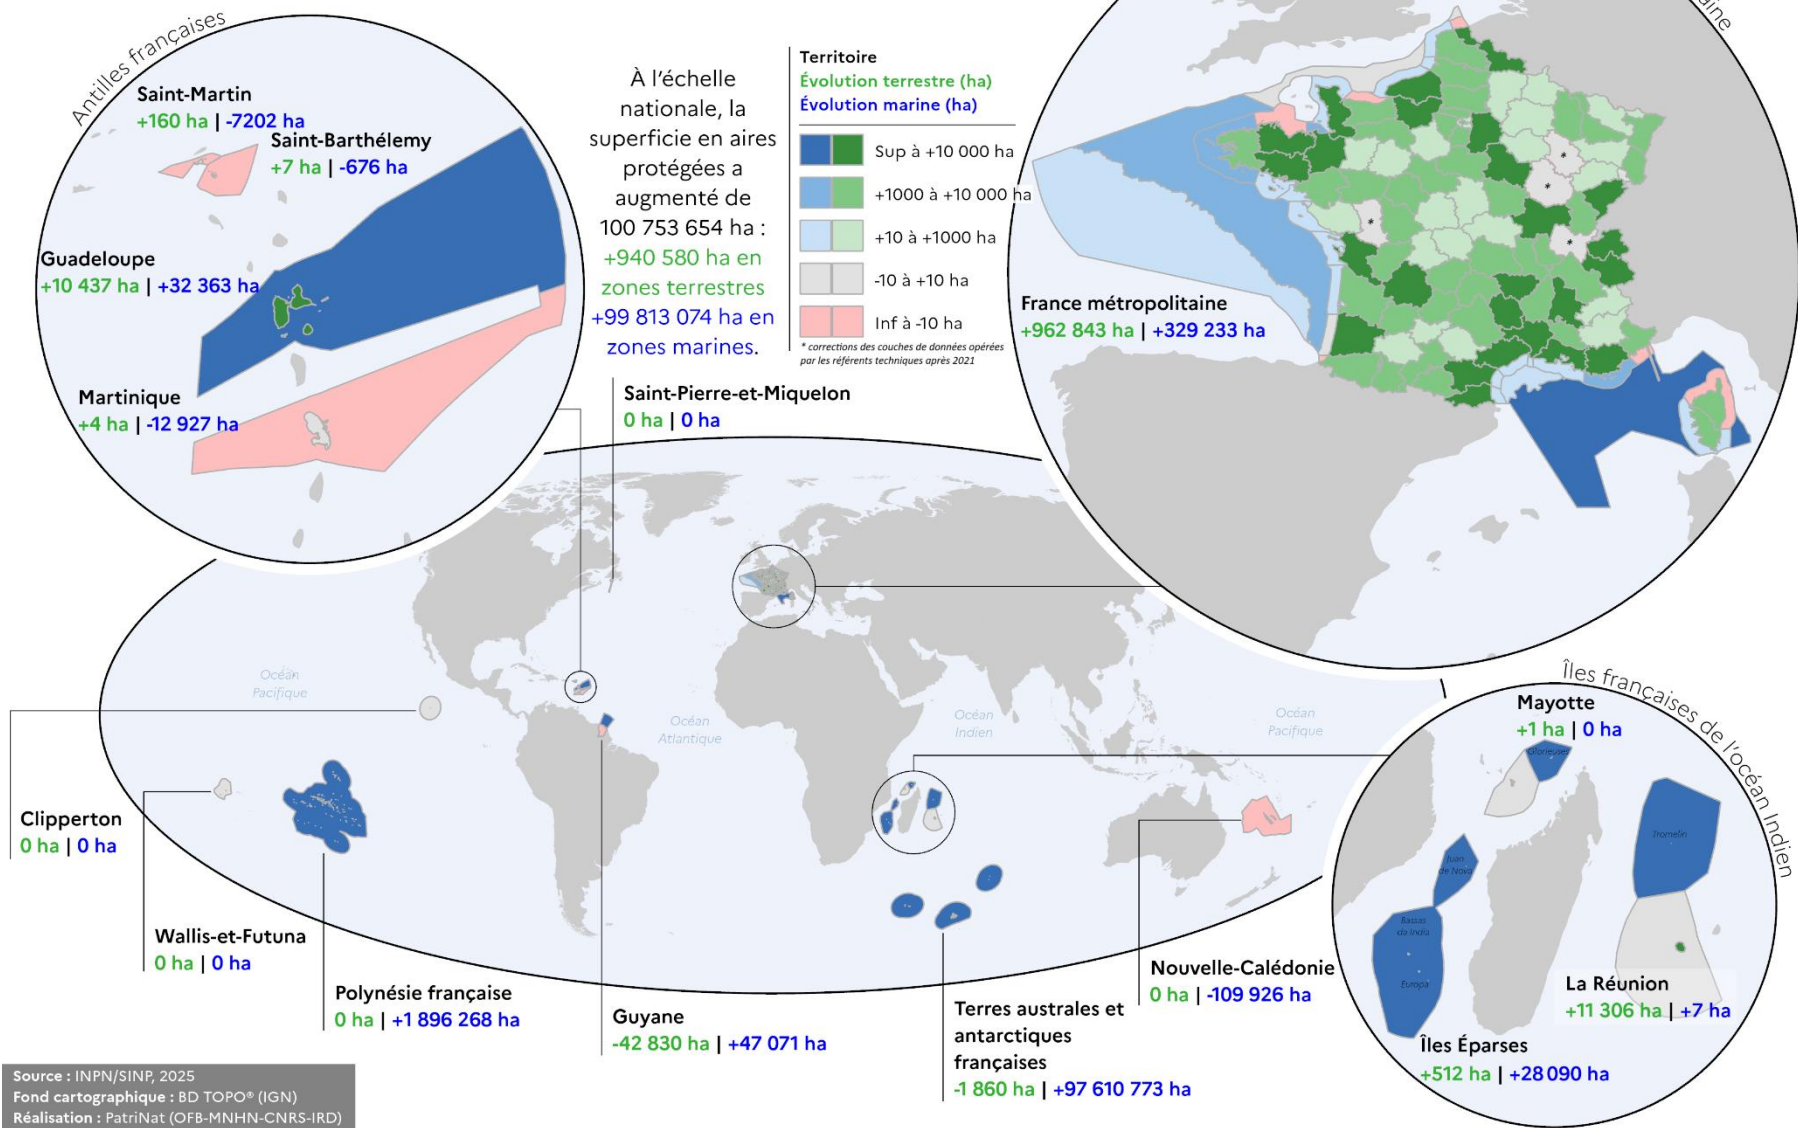 Antilles françaises
Saint-Martin
+160 ha | -7202 ha
Saint-Barthélemy
+7 ha | -676 ha
Guadeloupe
+10 437 ha | +32 363 ha
Martinique
+4 ha | -12 927 ha
À l'échelle
nationale, la
superficie en aires
protégées a
augmenté de
100 753 654 ha :
+940 580 ha en
zones terrestres
+99 813 074 ha en
zones marines.
Territoire
Évolution terrestre (ha)
Évolution marine (ha)
Sup à +10 000 ha
+1000 à +10 000 ha
+10 à +1000 ha
-10 à +10 ha
Inf à -10 ha
* corrections des couches de données opérées
par les référents techniques après 2021
*
*
*
*
France métropolitaine
+962 843 ha | +329 233 ha
Saint-Pierre-et-Miquelon
0 ha | 0 ha
Océan
Pacifique
Océan
Atlantique
Océan
Indien
Océan
Pacifique
Clipperton
0 ha | 0 ha
Wallis-et-Futuna
0 ha | 0 ha
Polynésie française
0 ha | +1 896 268 ha
Guyane
-42 830 ha | +47 071 ha
Terres australes et
antarctiques
françaises
-1 860 ha | +97 610 773 ha
Nouvelle-Calédonie
0 ha | -109 926 ha
Îles françaises de l'océan Indien
Mayotte
+1 ha | 0 ha
Glorieuses
Tromelin
Juan
de Nova
Bassas
da India
Europa
La Réunion
+11 306 ha | +7 ha
Îles Éparses
+512 ha | +28 090 ha
Source : INPN/SINP, 2025
Fond cartographique : BD TOPO® (IGN)
Réalisation : PatriNat (OFB-MNHN-CNRS-IRD)